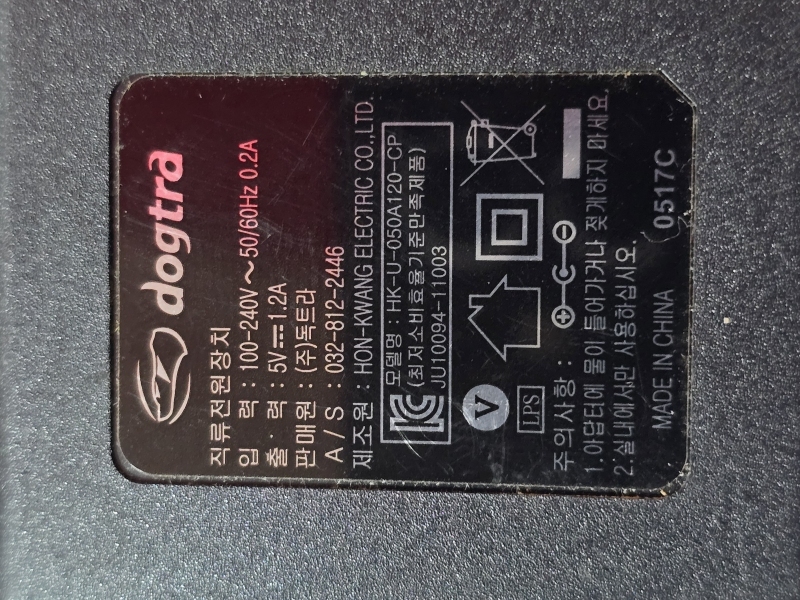 dogtra
직류전원장치
입 력 : 100-240V~50/60Hz 0.2A
출 력 : 5V⎓1.2A
판매원 : (주)독트라
A / S : 032-812-2446
제조원 : HON-KWANG ELECTRIC CO.,LTD.
모델명 : HK-U-050A120-CP
(최저소비효율기준만족제품)
JU10094-11003
V
LPS
주의사항 :
1.아답터에 물이 들어가거나 젖게하지 마세요.
2.실내에서만 사용하십시오.
MADE IN CHINA
0517C